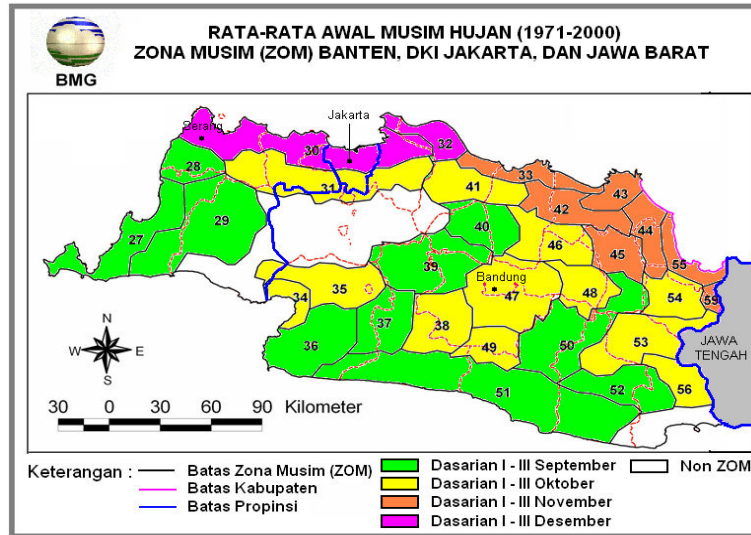 RATA-RATA AWAL MUSIM HUJAN (1971-2000)
ZONA MUSIM (ZOM) BANTEN, DKI JAKARTA, DAN JAWA BARAT
BMG
Jakarta
Serang
30
32
28
31
41
33
43
42
44
29
27
40
46
45
55
39
Bandung
35
34
47
48
54
59
37
38
36
50
53
49
JAWA
TENGAH
51
52
56
N
W E
S
30 0 30 60 90 Kilometer
Keterangan :
Batas Zona Musim (ZOM)
Batas Kabupaten
Batas Propinsi
Dasarian I - III September
Dasarian I - III Oktober
Dasarian I - III November
Dasarian I - III Desember
Non ZOM